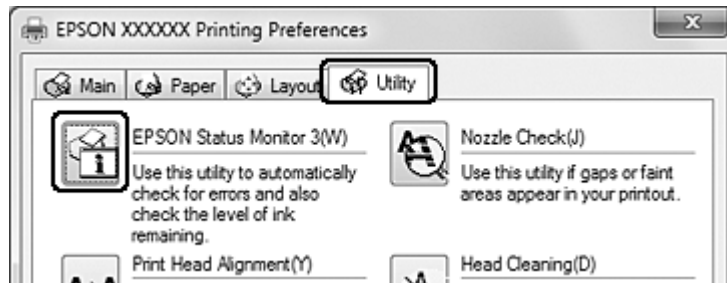 EPSON XXXXXX Printing Preferences
Main Paper Layout Utility
EPSON Status Monitor 3(W)
Use this utility to automatically
check for errors and also
check the level of ink
remaining.
Nozzle Check(J)
Use this utility if gaps or faint
areas appear in your printout.
Print Head Alignment(Y)
Head Cleaning(D)